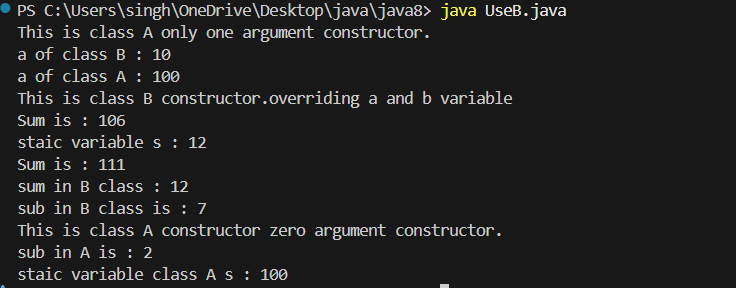 PS C:\Users\singh\OneDrive\Desktop\java\java8> java UseB.java
This is class A only one argument constructor.
a of class B : 10
a of class A : 100
This is class B constructor.overriding a and b variable
Sum is : 106
staic variable s : 12
Sum is : 111
sum in B class : 12
sub in B class is : 7
This is class A constructor zero argument constructor.
sub in A is : 2
staic variable class A s : 100